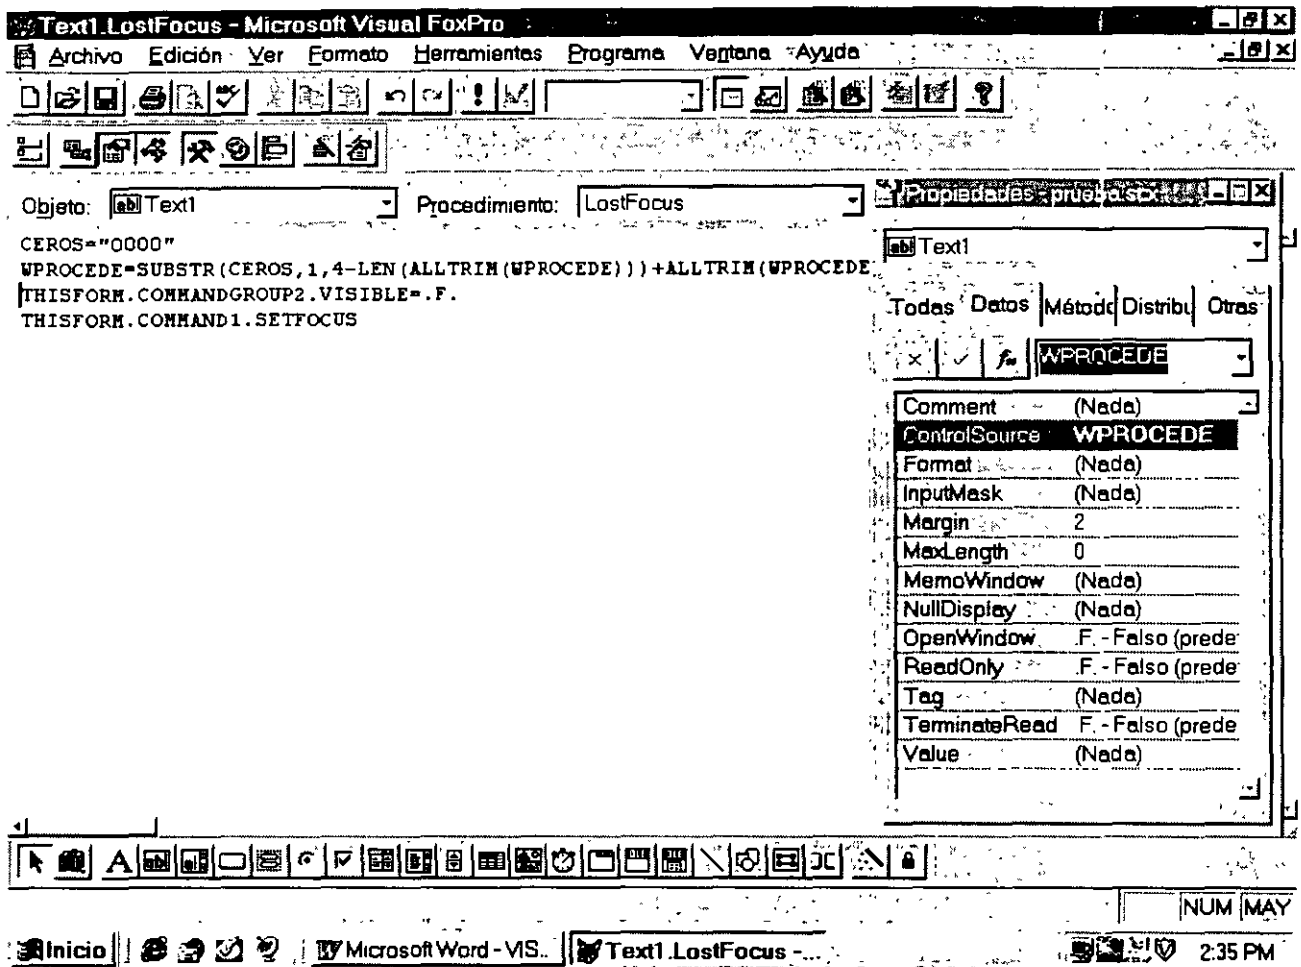 Text1.LostFocus - Microsoft Visual FoxPro
Archivo Edición Ver Formato Herramientas Programa Ventana Ayuda
Objeto: Text1 Procedimiento: LostFocus
Propiedades - prueba.scx
CEROS="0000"
WPROCEDE=SUBSTR(CEROS,1,4-LEN(ALLTRIM(WPROCEDE)))+ALLTRIM(WPROCEDE
THISFORM.COMMANDGROUP2.VISIBLE=.F.
THISFORM.COMMAND1.SETFOCUS
Text1
Todas Datos Método Distribu Otras
WPROCEDE
Comment (Nada)
ControlSource WPROCEDE
Format (Nada)
InputMask (Nada)
Margin 2
MaxLength 0
MemoWindow (Nada)
NullDisplay (Nada)
OpenWindow .F. - Falso (prede
ReadOnly .F. - Falso (prede
Tag (Nada)
TerminateRead F. - Falso (prede
Value (Nada)
NUM MAY
Inicio Microsoft Word - VIS.. Text1.LostFocus -... 2:35 PM